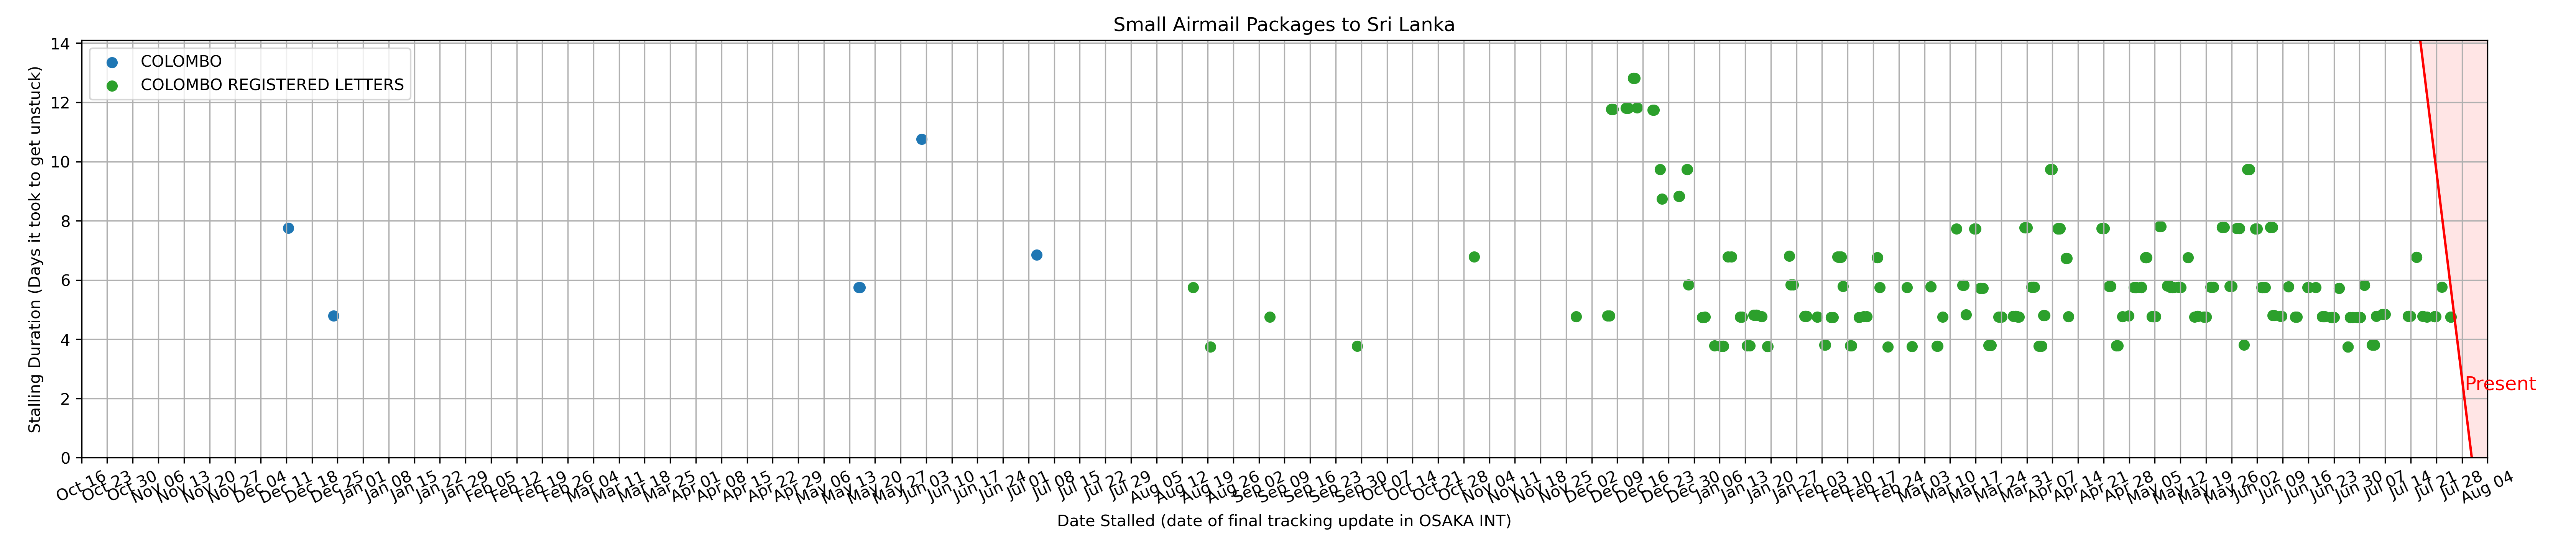 Small Airmail Packages to Sri Lanka
COLOMBO
COLOMBO REGISTERED LETTERS
Stalling Duration (Days it took to get unstuck)
14
12
10
8
6
4
2
0
Present
Oct 16 Oct 23 Oct 30 Nov 06 Nov 13 Nov 20 Nov 27 Dec 04 Dec 11 Dec 18 Dec 25 Jan 01 Jan 08 Jan 15 Jan 22 Jan 29 Feb 05 Feb 12 Feb 19 Feb 26 Mar 04 Mar 11 Mar 18 Mar 25 Apr 01 Apr 08 Apr 15 Apr 22 Apr 29 May 06 May 13 May 20 May 27 Jun 03 Jun 10 Jun 17 Jun 24 Jul 01 Jul 08 Jul 15 Jul 22 Jul 29 Aug 05 Aug 12 Aug 19 Aug 26 Sep 02 Sep 09 Sep 16 Sep 23 Sep 30 Oct 07 Oct 14 Oct 21 Oct 28 Nov 04 Nov 11 Nov 18 Nov 25 Dec 02 Dec 09 Dec 16 Dec 23 Dec 30 Jan 06 Jan 13 Jan 20 Jan 27 Feb 03 Feb 10 Feb 17 Feb 24 Mar 03 Mar 10 Mar 17 Mar 24 Mar 31 Apr 07 Apr 14 Apr 21 Apr 28 May 05 May 12 May 19 May 26 Jun 02 Jun 09 Jun 16 Jun 23 Jun 30 Jul 07 Jul 14 Jul 21 Jul 28 Aug 04
Date Stalled (date of final tracking update in OSAKA INT)